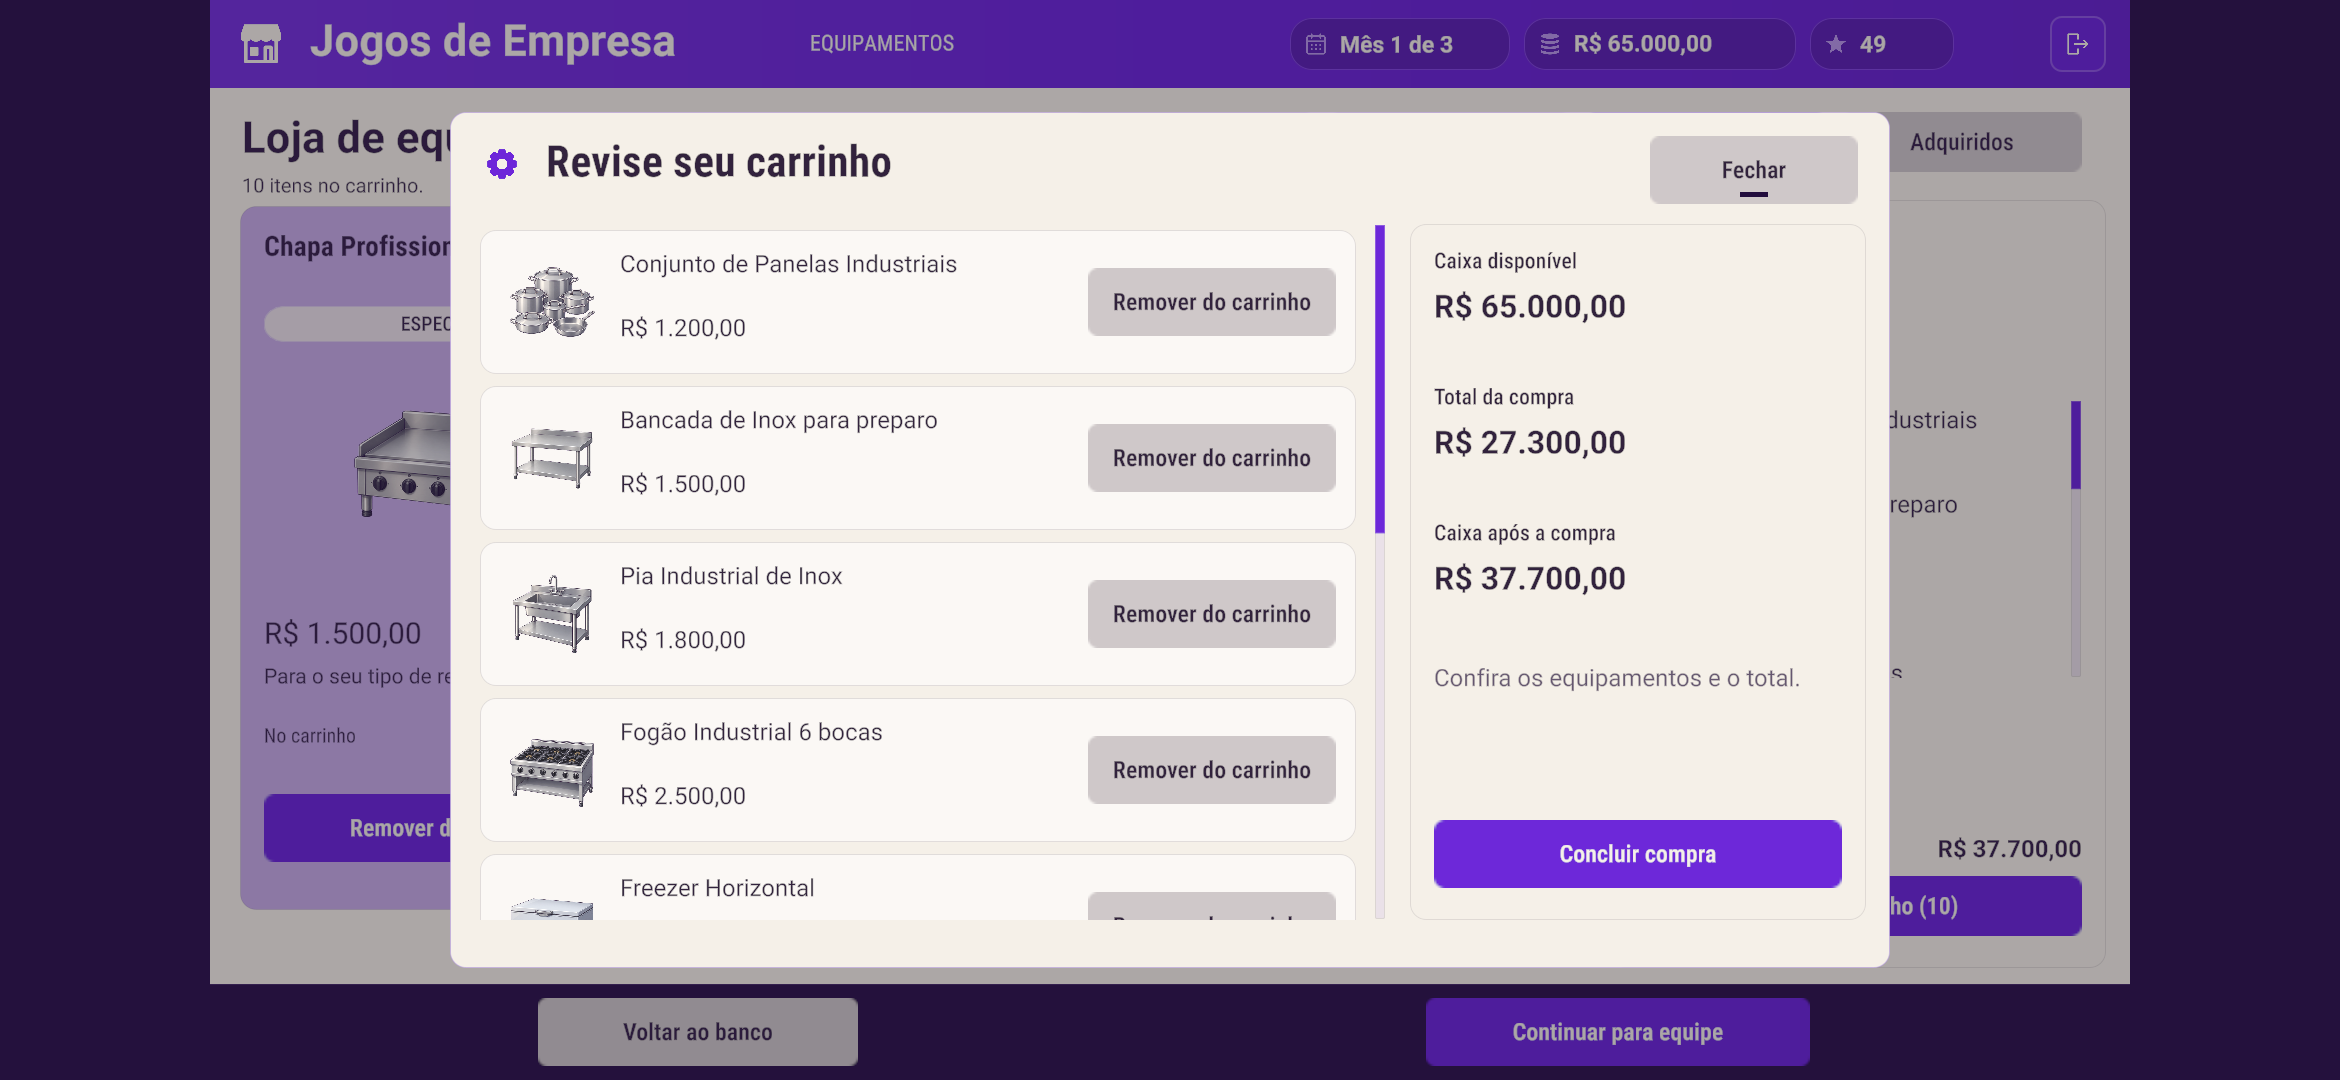 Jogos de Empresa
EQUIPAMENTOS
Mês 1 de 3
R$ 65.000,00
49
Loja de equ
10 itens no carrinho.
Adquiridos
Revise seu carrinho
Fechar
Chapa Profission
ESPEC
R$ 1.500,00
Para o seu tipo de re
No carrinho
Remover d
Conjunto de Panelas Industriais
R$ 1.200,00
Remover do carrinho
Bancada de Inox para preparo
R$ 1.500,00
Remover do carrinho
Pia Industrial de Inox
R$ 1.800,00
Remover do carrinho
Fogão Industrial 6 bocas
R$ 2.500,00
Remover do carrinho
Freezer Horizontal
Caixa disponível
R$ 65.000,00
Total da compra
R$ 27.300,00
Caixa após a compra
R$ 37.700,00
Confira os equipamentos e o total.
Concluir compra
dustriais
reparo
s
R$ 37.700,00
ho (10)
Voltar ao banco
Continuar para equipe